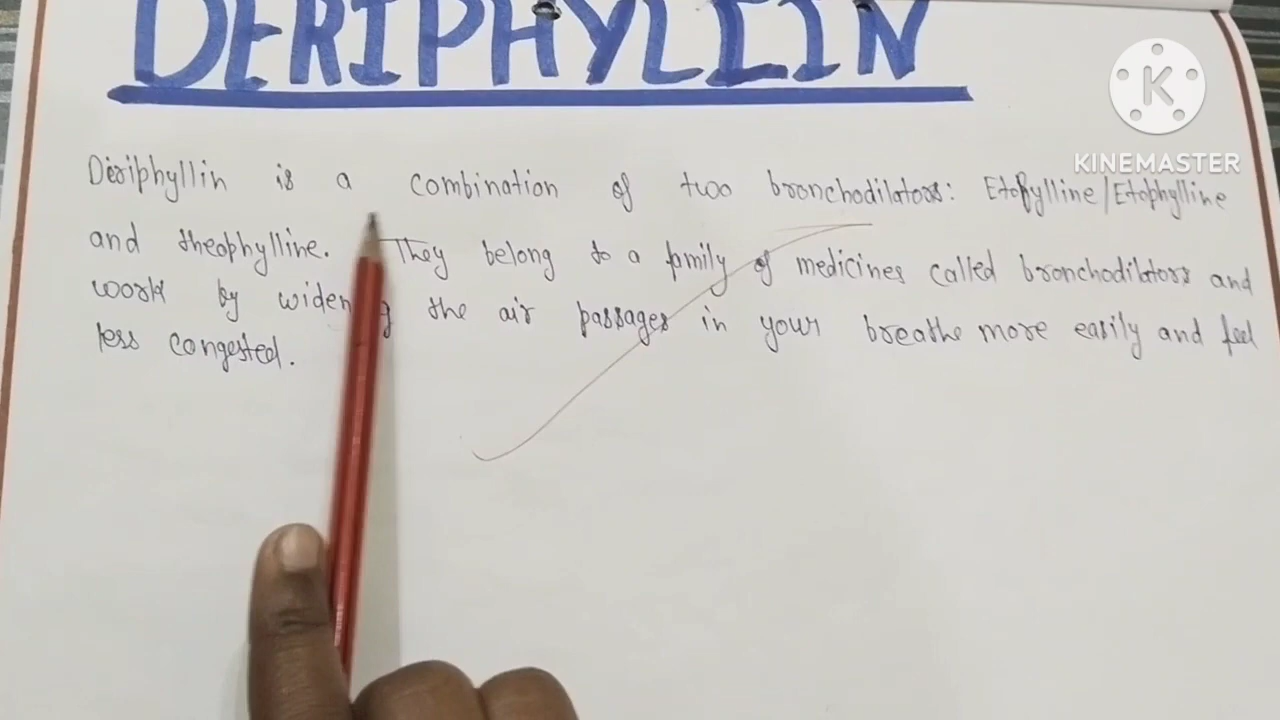 DERIPHYLLIN
K
KINEMASTER
Deriphyllin is a combination of two bronchodilators: Etofylline/Etophylline
and theophylline. They belong to a family of medicines called bronchodilators and
work by widening the air passages in your breathe more easily and feel
less congested.